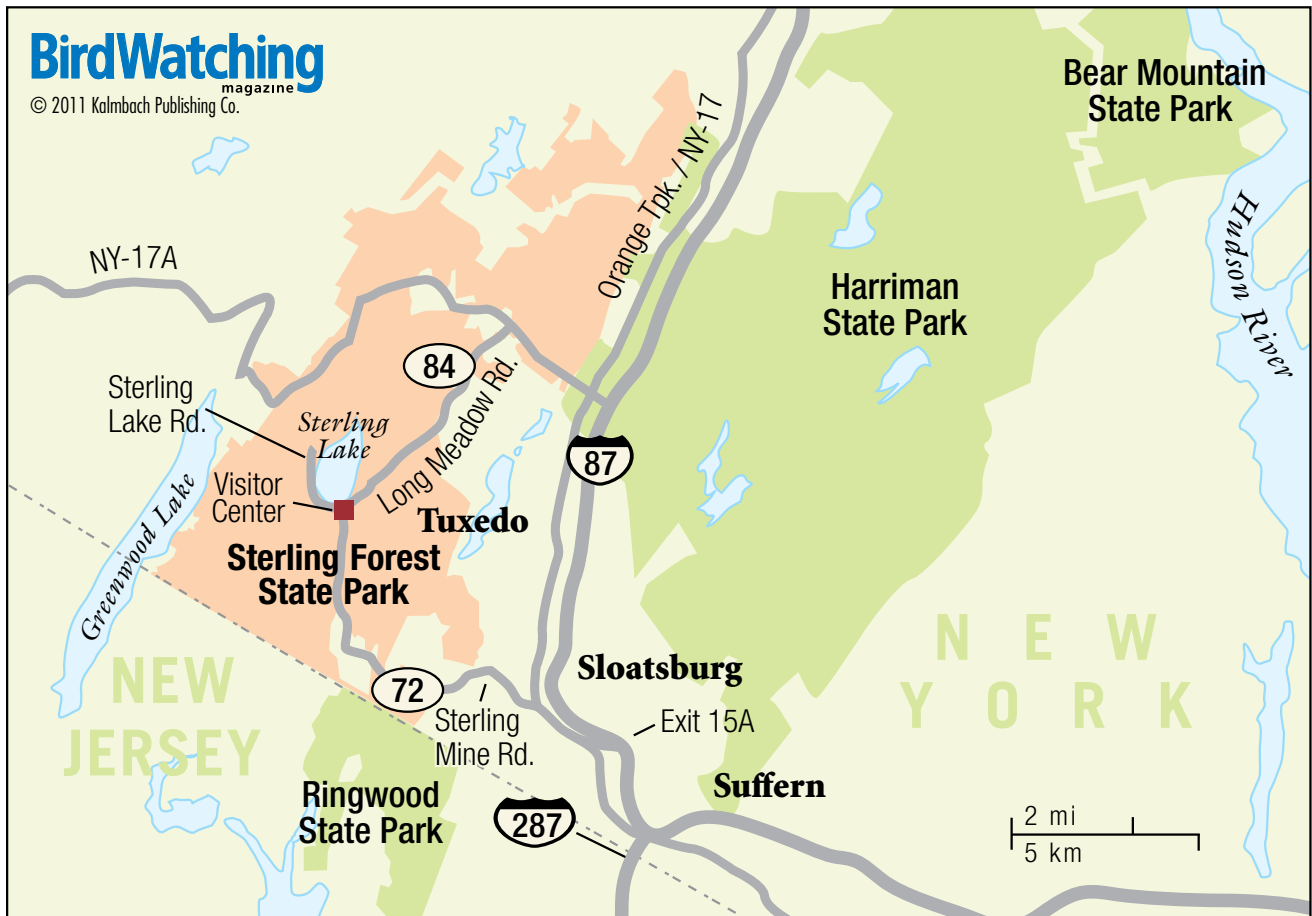 BirdWatching
magazine
© 2011 Kalmbach Publishing Co.
Bear Mountain
State Park
Orange Tpk. / NY-17
Hudson River
NY-17A
Harriman
State Park
84
Sterling
Lake Rd.
Sterling
Lake
Long Meadow Rd.
87
Visitor
Center
Tuxedo
Greenwood Lake
Sterling Forest
State Park
NEW
JERSEY
NEW
YORK
Sloatsburg
72
Sterling
Mine Rd.
Exit 15A
Ringwood
State Park
Suffern
287
2 mi
5 km